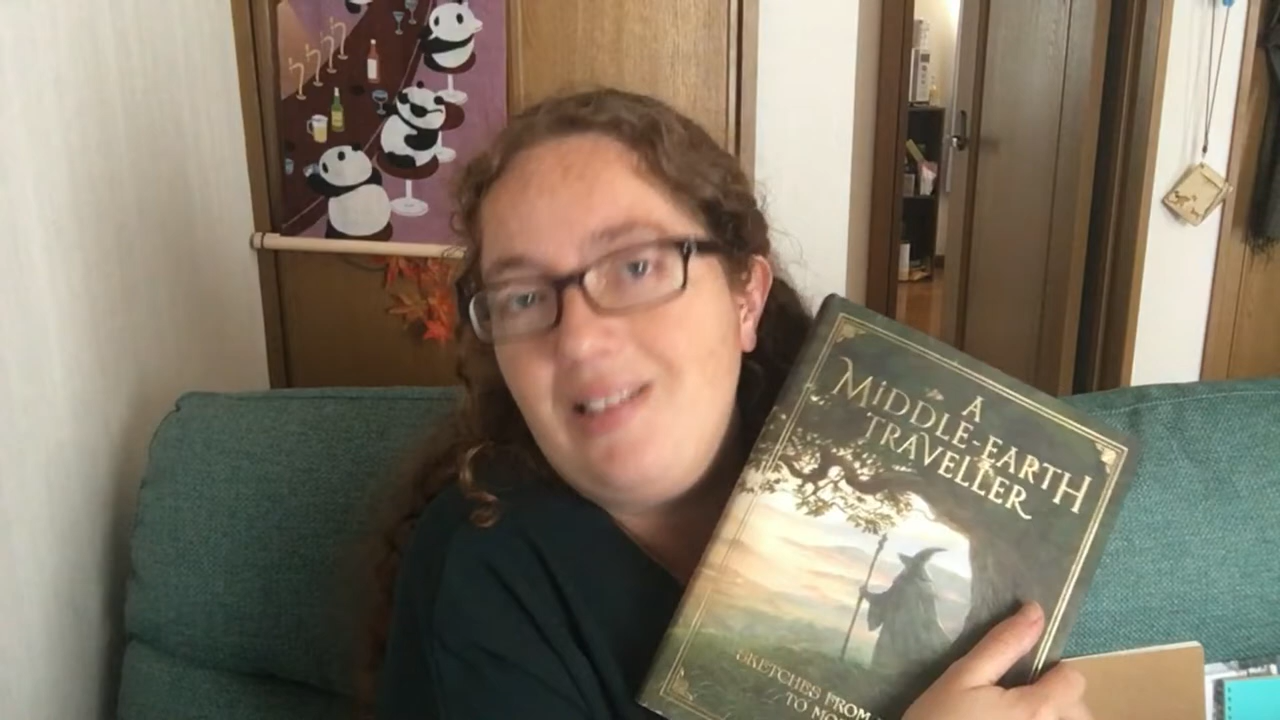 A
MIDDLE-EARTH
TRAVELLER
SKETCHES FROM
TO